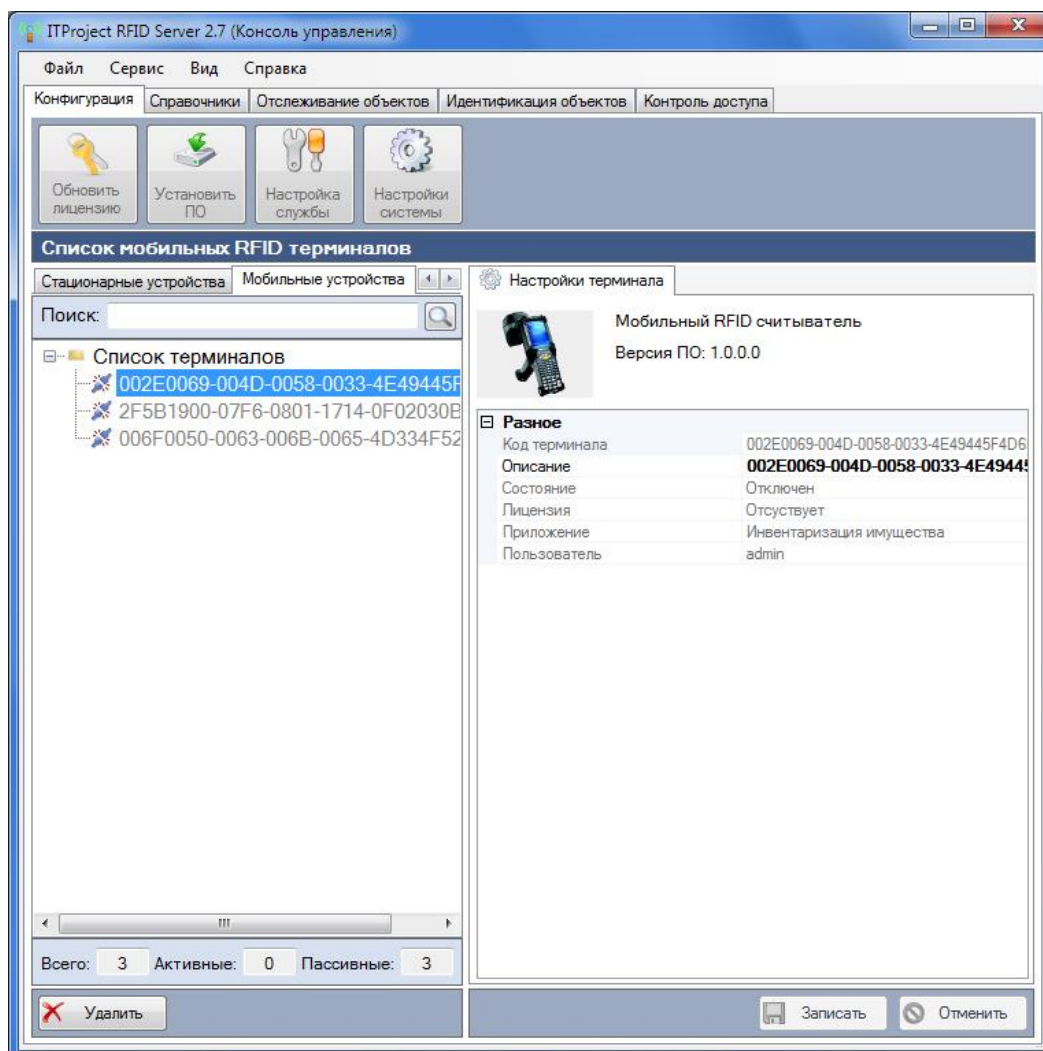 ITProject RFID Server 2.7 (Консоль управления)
Файл Сервис Вид Справка
Конфигурация Справочники Отслеживание объектов Идентификация объектов Контроль доступа
Обновить лицензию
Установить ПО
Настройка службы
Настройки системы
Список мобильных RFID терминалов
Стационарные устройства Мобильные устройства
Поиск:
Список терминалов
002E0069-004D-0058-0033-4E49445F
2F5B1900-07F6-0801-1714-0F02030B
006F0050-0063-006B-0065-4D334F52
Всего: 3 Активные: 0 Пассивные: 3
Удалить
Настройки терминала
Мобильный RFID считыватель
Версия ПО: 1.0.0.0
Разное
Код терминала 002E0069-004D-0058-0033-4E49445F4D6
Описание 002E0069-004D-0058-0033-4E4944
Состояние Отключен
Лицензия Отсуствует
Приложение Инвентаризация имущества
Пользователь admin
Записать Отменить